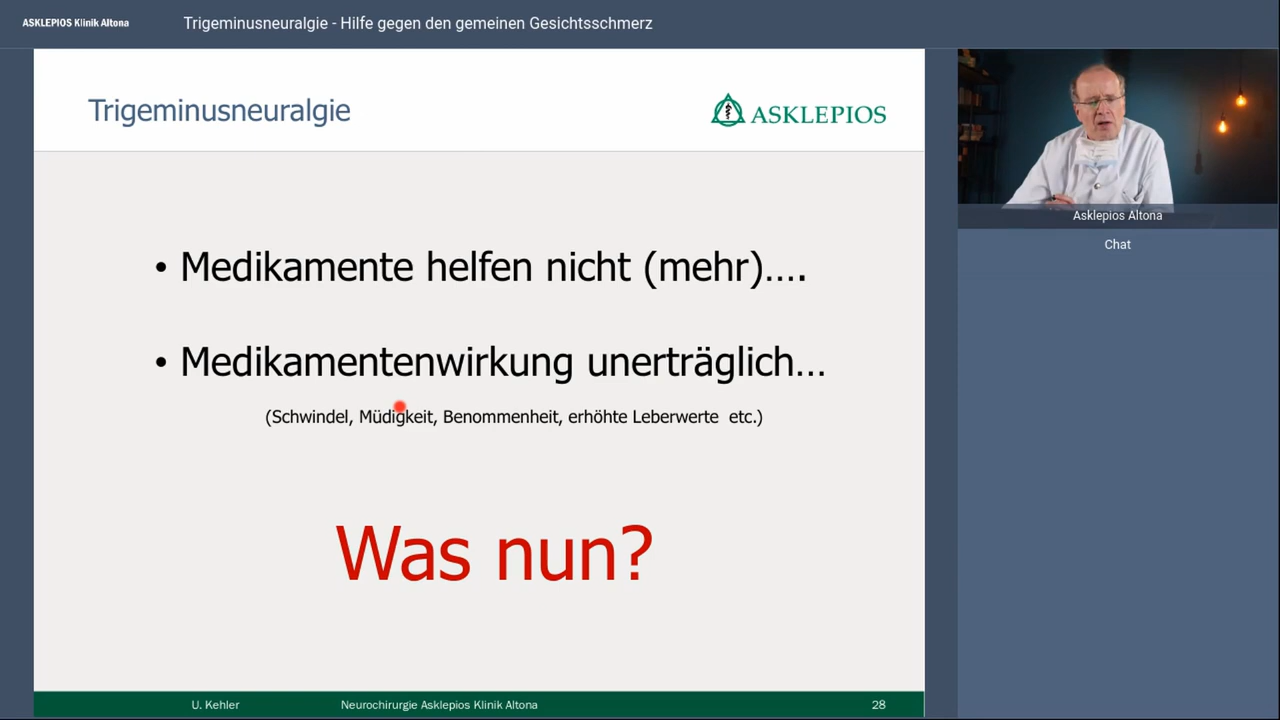 ASKLEPIOS Klinik Altona
Trigeminusneuralgie - Hilfe gegen den gemeinen Gesichtsschmerz
Trigeminusneuralgie
ASKLEPIOS
• Medikamente helfen nicht (mehr)….
• Medikamentenwirkung unerträglich…
(Schwindel, Müdigkeit, Benommenheit, erhöhte Leberwerte etc.)
Was nun?
U. Kehler
Neurochirurgie Asklepios Klinik Altona
28
Asklepios Altona
Chat